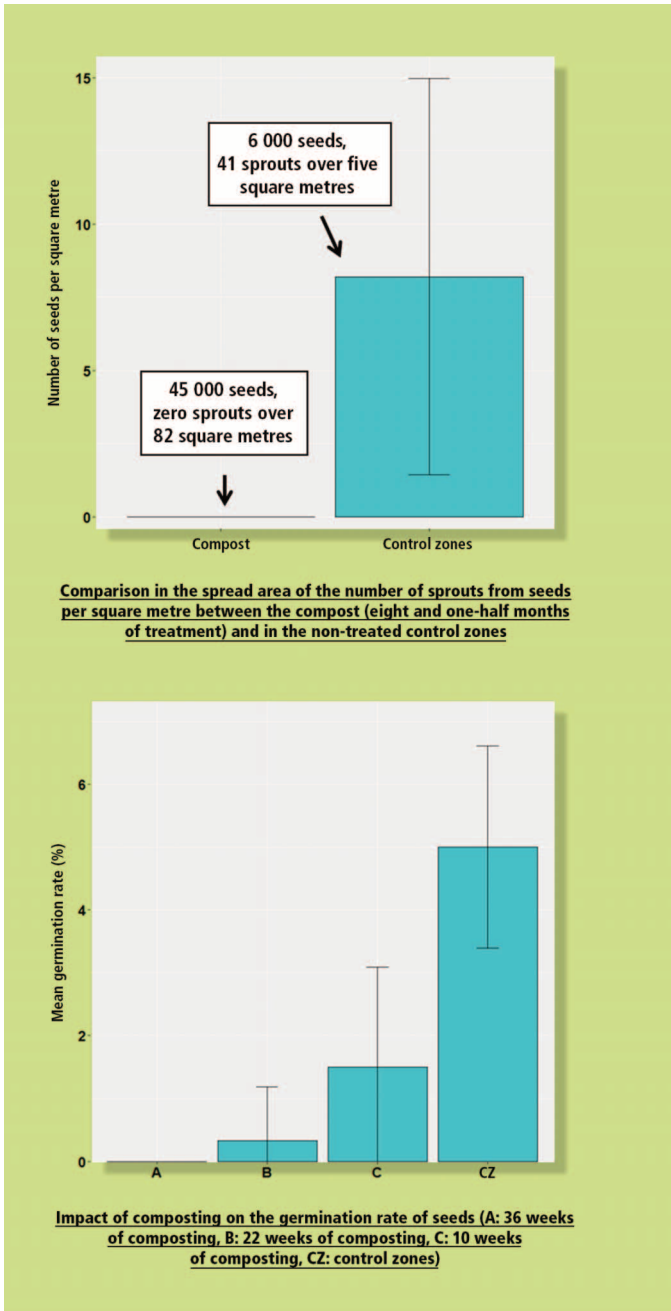 15
6 000 seeds,
41 sprouts over five
square metres
10
Number of seeds per square metre
5
45 000 seeds,
zero sprouts over
82 square metres
0
Compost
Control zones
Comparison in the spread area of the number of sprouts from seeds
per square metre between the compost (eight and one-half months
of treatment) and in the non-treated control zones
6
4
Mean germination rate (%)
2
0
A
B
C
CZ
Impact of composting on the germination rate of seeds (A: 36 weeks
of composting, B: 22 weeks of composting, C: 10 weeks
of composting, CZ: control zones)